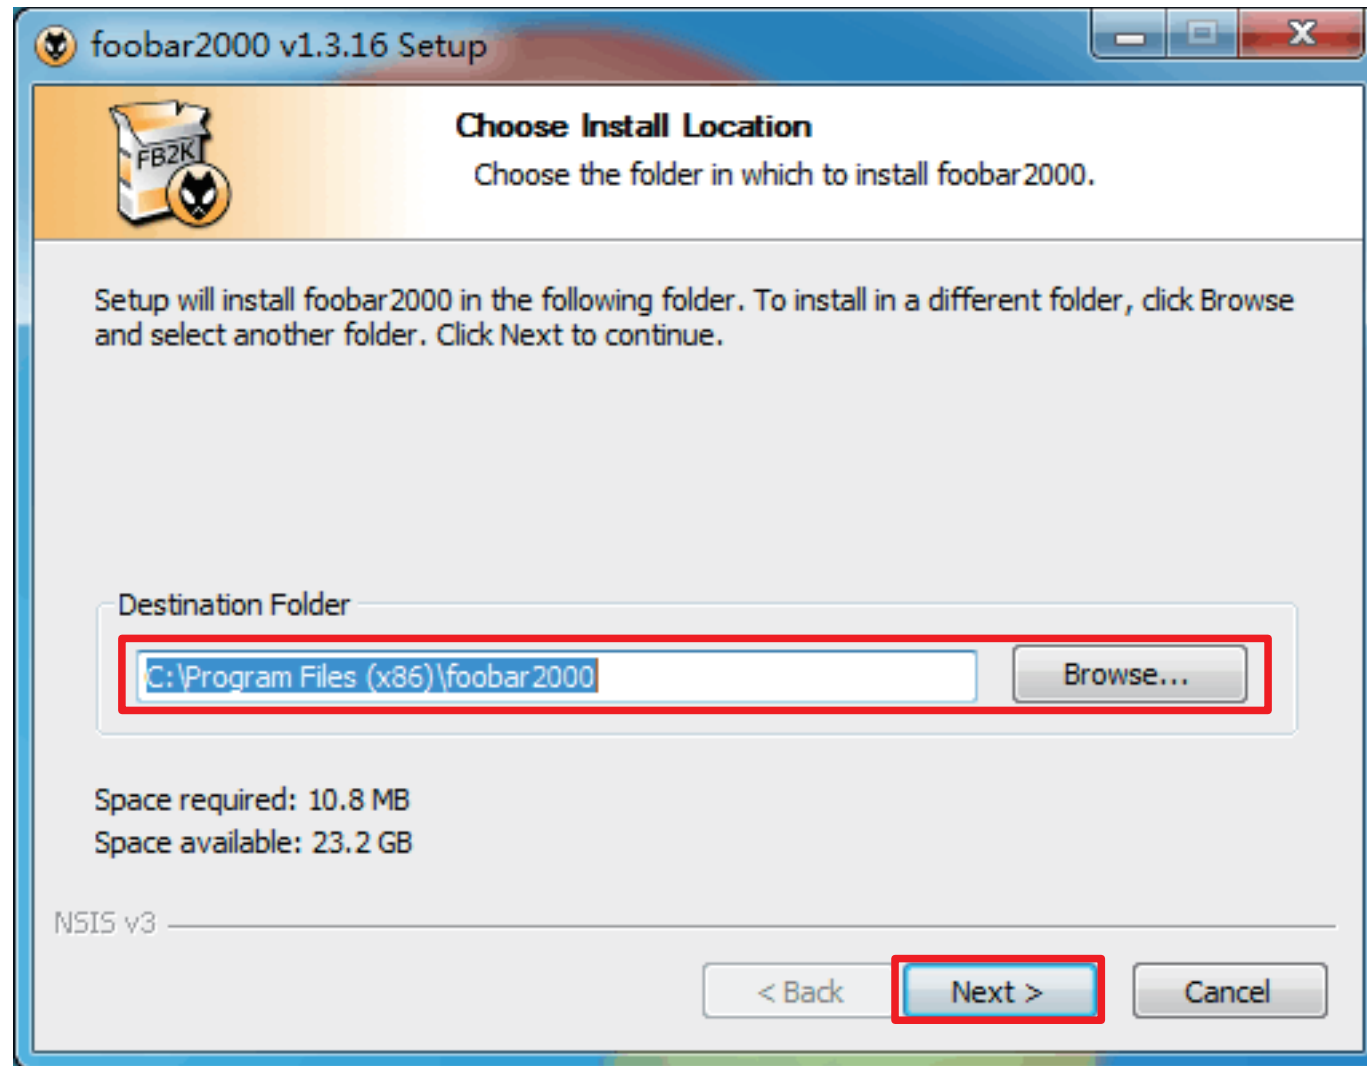 foobar2000 v1.3.16 Setup
FB2K
Choose Install Location
Choose the folder in which to install foobar2000.
Setup will install foobar2000 in the following folder. To install in a different folder, click Browse
and select another folder. Click Next to continue.
Destination Folder
C:\Program Files (x86)\foobar2000
Browse...
Space required: 10.8 MB
Space available: 23.2 GB
NSIS v3
< Back
Next >
Cancel